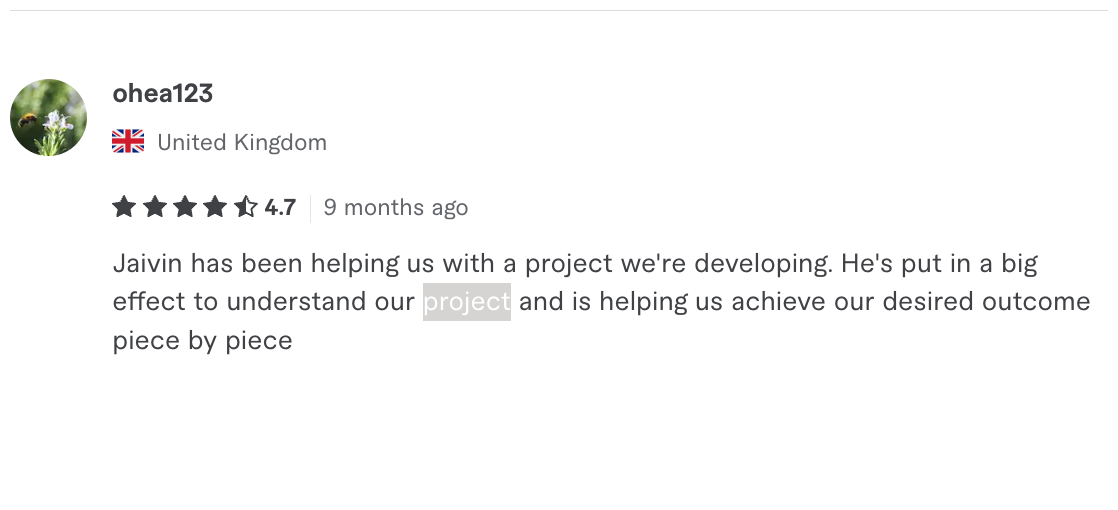 ohea123
United Kingdom
4.7 9 months ago
Jaivin has been helping us with a project we're developing. He's put in a big
effect to understand our project and is helping us achieve our desired outcome
piece by piece